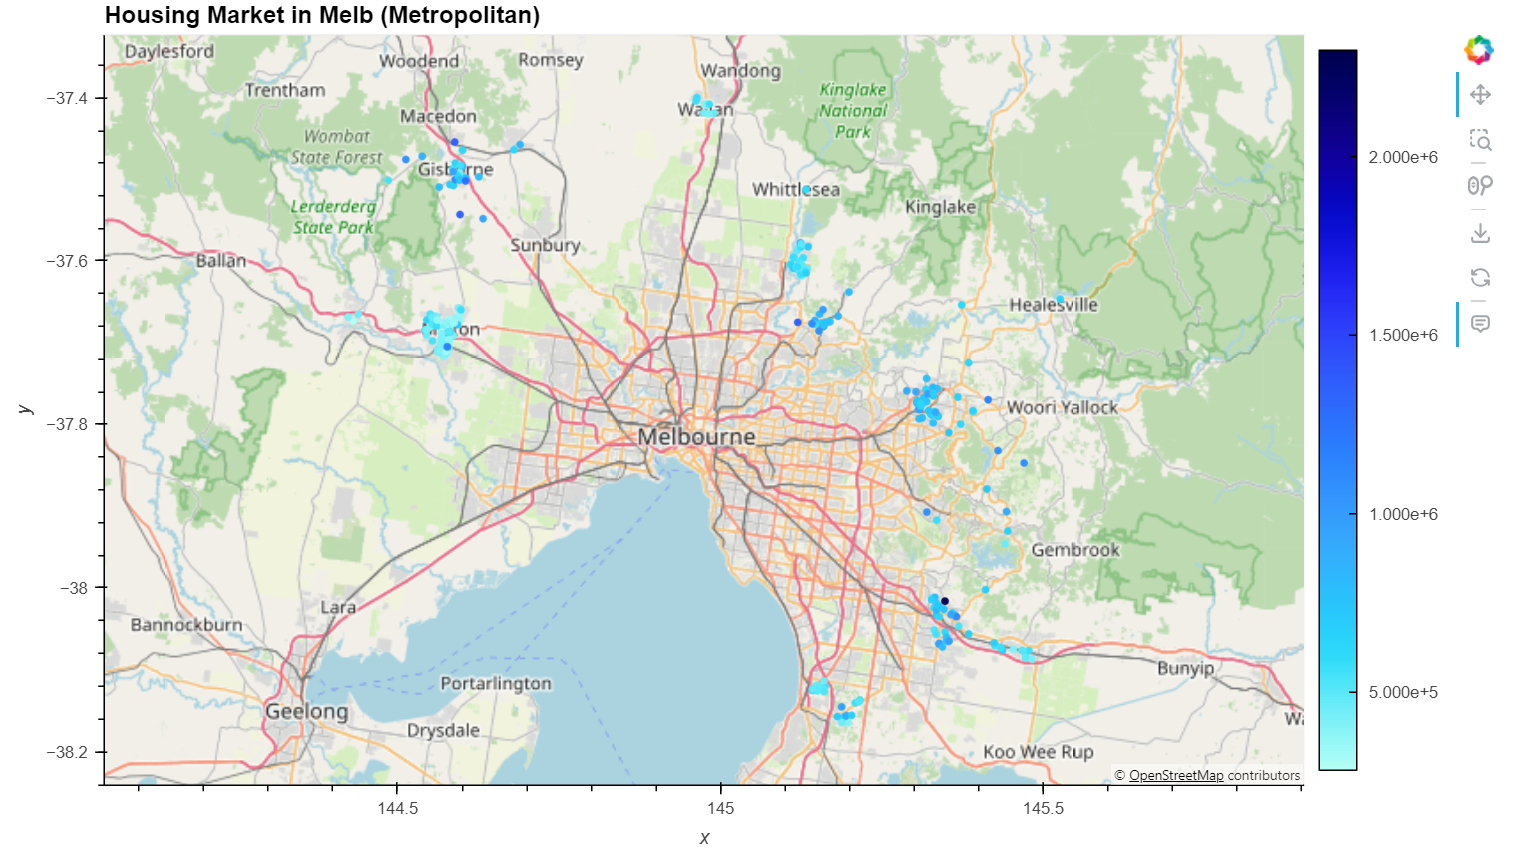 Housing Market in Melb (Metropolitan)
Daylesford
Woodend
Romsey
Wandong
Trentham
Kinglake
National
Park
Macedon
Wombat
State Forest
Whittlesea
Kinglake
Lerderderg
State Park
Sunbury
Ballan
Healesville
Woori Yallock
Melbourne
Gembrook
Lara
Bannockburn
Bunyip
Portarlington
Geelong
Drysdale
Koo Wee Rup
© OpenStreetMap contributors
−37.4
−37.6
−37.8
−38
−38.2
y
144.5
145
145.5
x
2.000e+6
1.500e+6
1.000e+6
5.000e+5